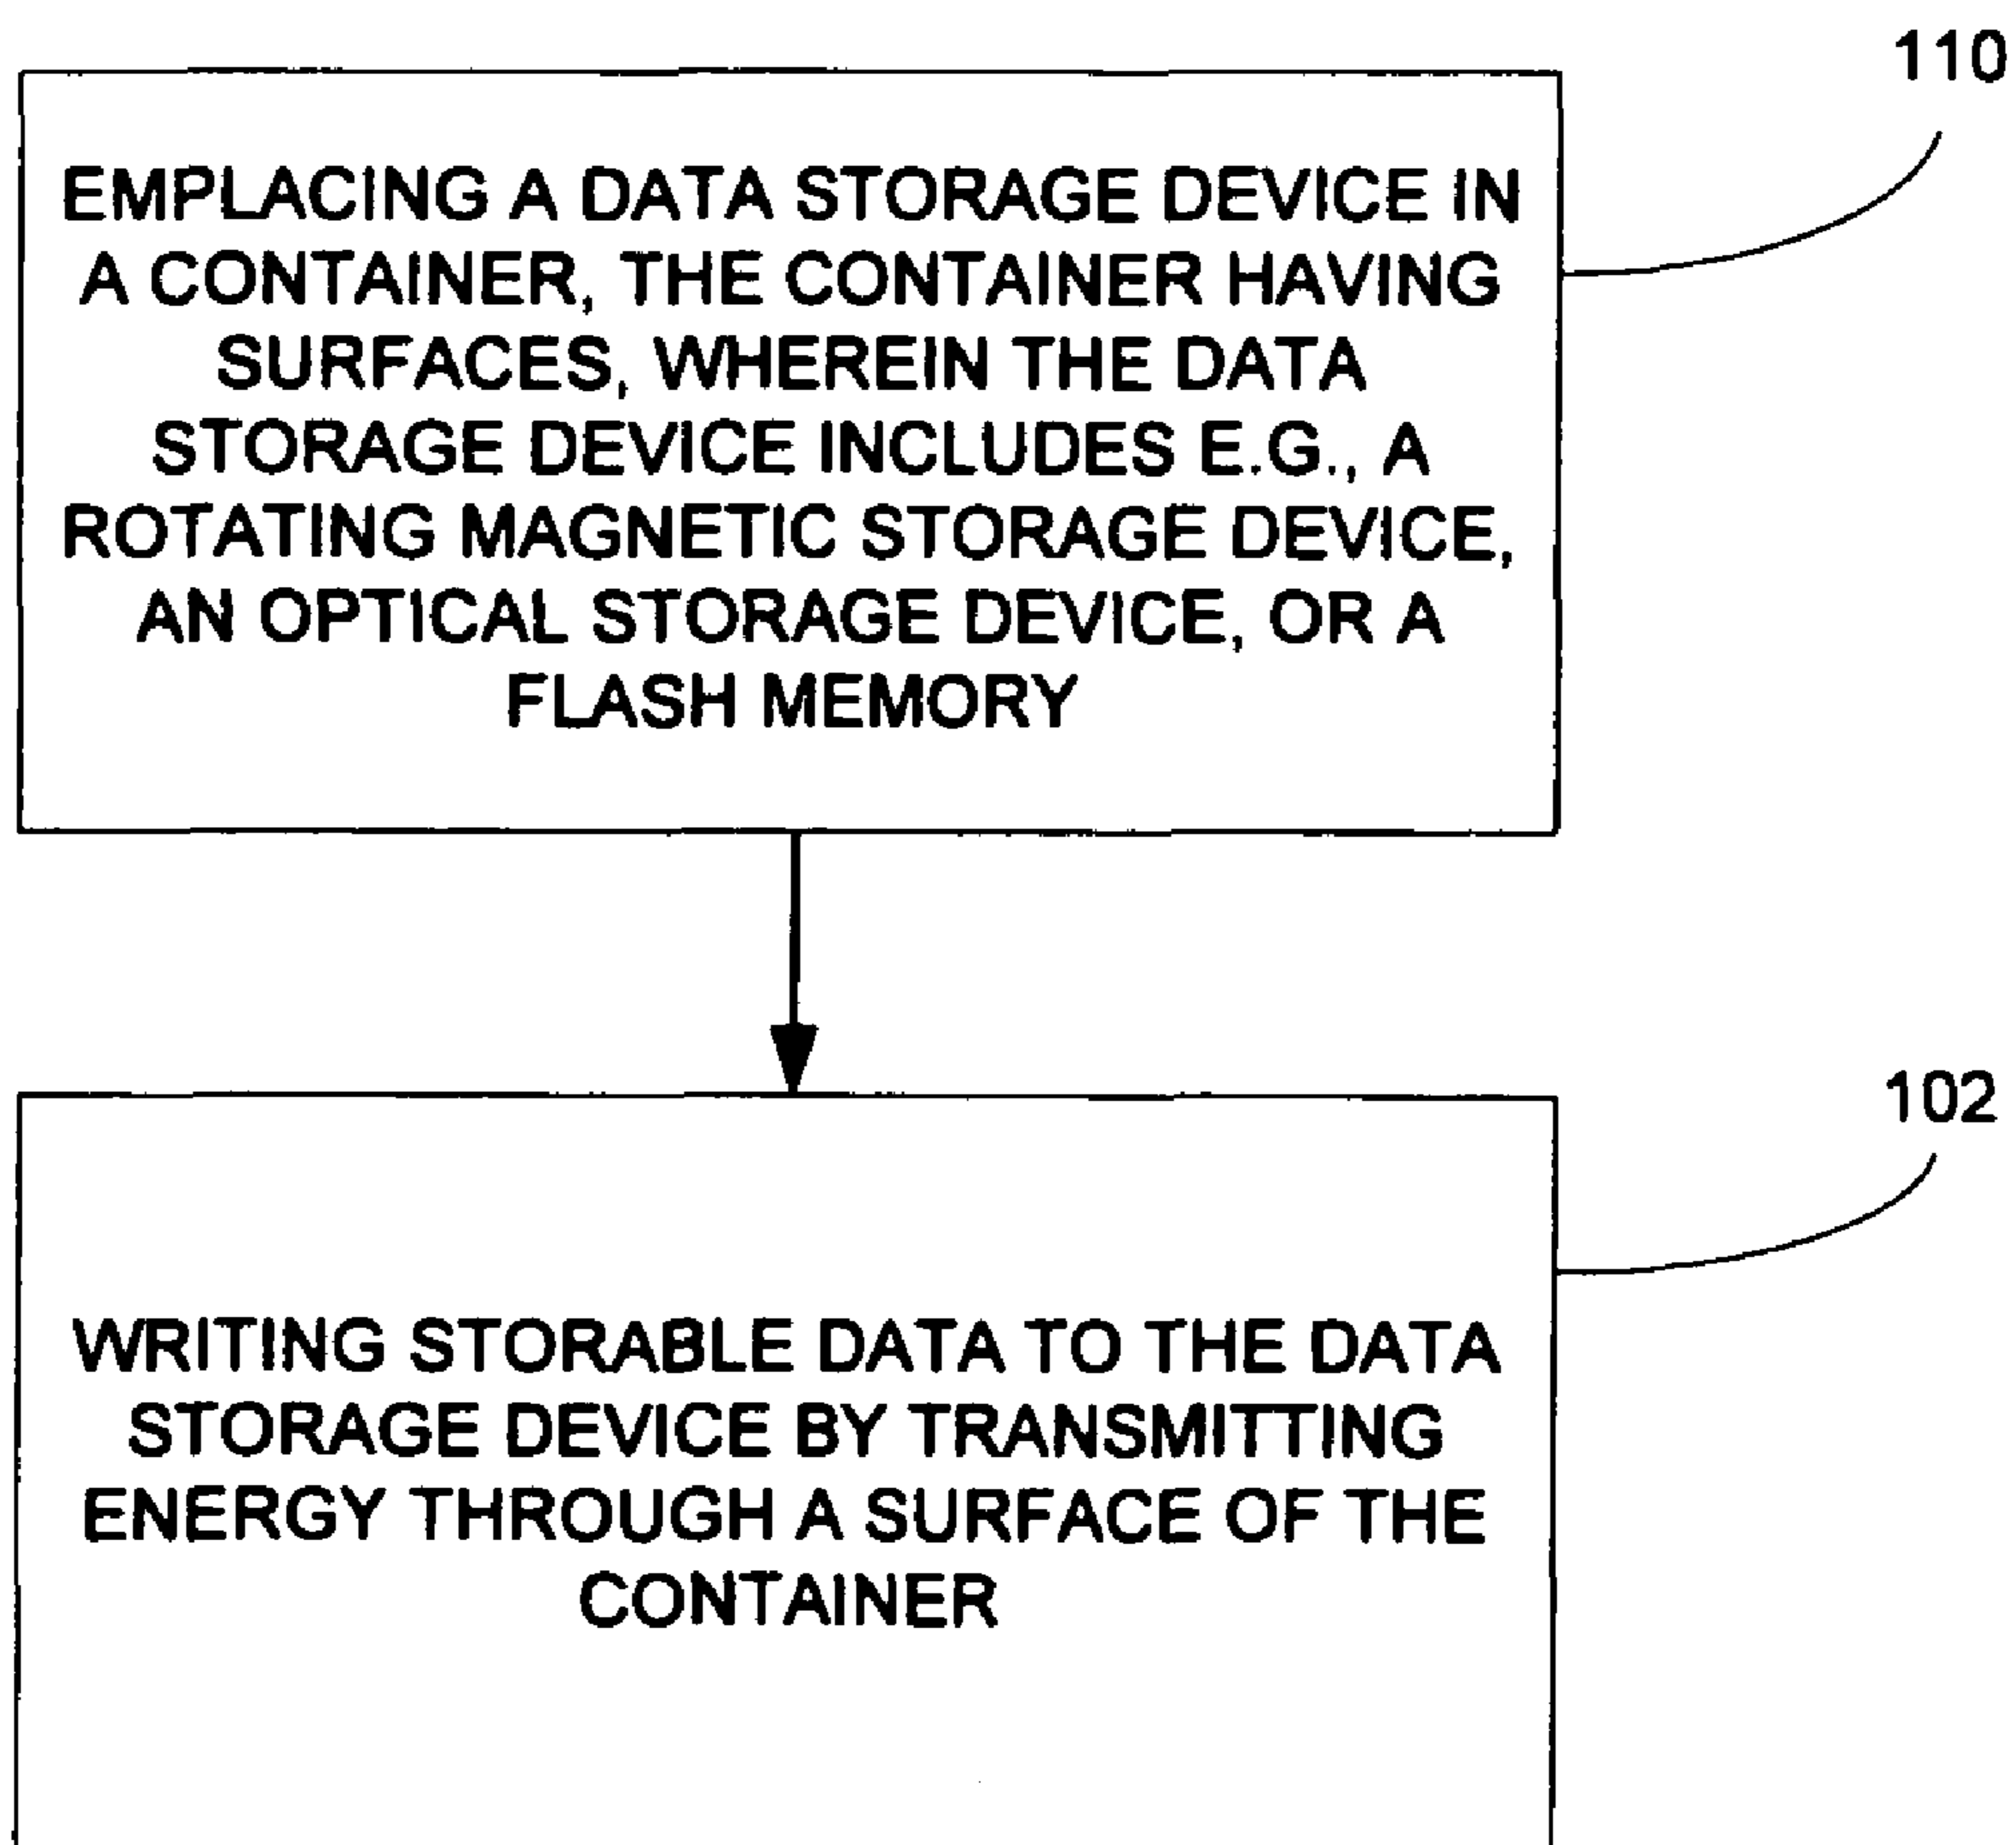 110
EMPLACING A DATA STORAGE DEVICE IN
A CONTAINER, THE CONTAINER HAVING
SURFACES, WHEREIN THE DATA
STORAGE DEVICE INCLUDES E.G., A
ROTATING MAGNETIC STORAGE DEVICE,
AN OPTICAL STORAGE DEVICE, OR A
FLASH MEMORY
102
WRITING STORABLE DATA TO THE DATA
STORAGE DEVICE BY TRANSMITTING
ENERGY THROUGH A SURFACE OF THE
CONTAINER